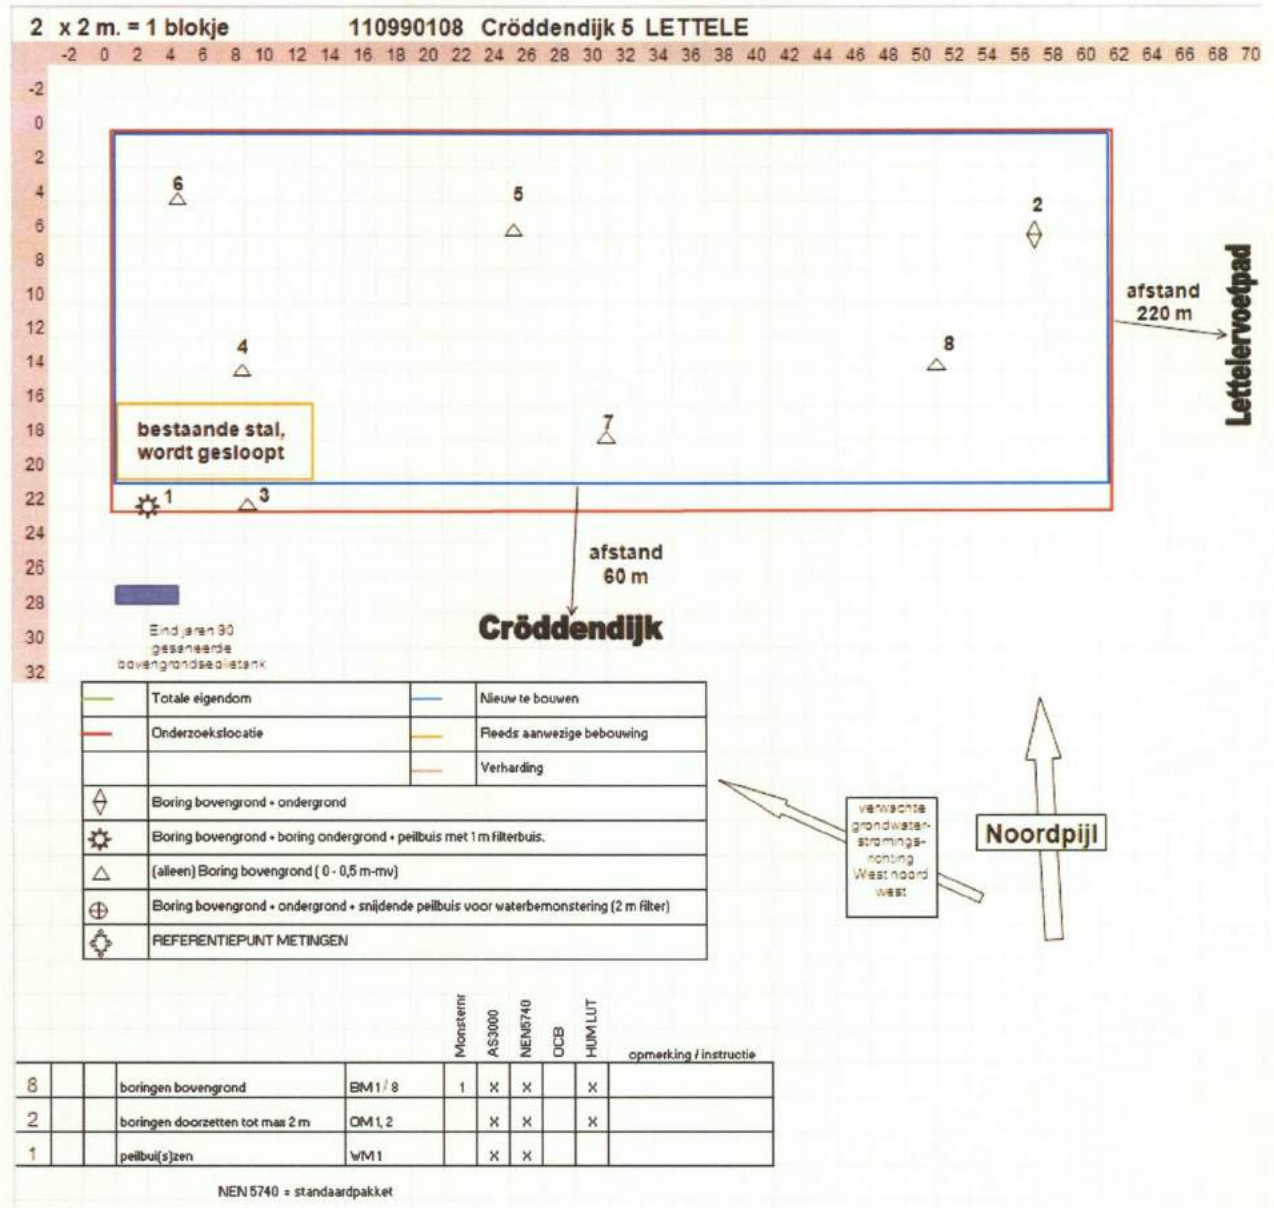 2 x 2 m. = 1 blokje 110990108 Cröddendijk 5 LETTELE
-2 0 2 4 6 8 10 12 14 16 18 20 22 24 26 28 30 32 34 36 38 40 42 44 46 48 50 52 54 56 58 60 62 64 66 68 70
-2
0
2
4
6
8
10
12
14
16
18
20
22
24
26
28
30
32
6
5
2
4
8
7
1
3
bestaande stal,
wordt gesloopt
afstand
220 m
Lettelervoetpad
afstand
60 m
Cröddendijk
Eind jaren 90
gesaneerde
bovengrondseolietank
Totale eigendom
Nieuw te bouwen
Onderzoekslocatie
Reeds aanwezige bebouwing
Verharding
Boring bovengrond + ondergrond
Boring bovengrond + boring ondergrond + peilbuis met 1 m filterbuis.
(alleen) Boring bovengrond ( 0 - 0,5 m-mv)
Boring bovengrond + ondergrond + snijdende peilbuis voor waterbemonstering (2 m filter)
REFERENTIEPUNT METINGEN
verwachte
grondwater-
stromings-
richting
West noord
west
Noordpijl
Monsternr AS3000 NEN5740 OCB HUM LUT opmerking / instructie
8 boringen bovengrond BM 1 / 8 1 X X X
2 boringen doorzetten tot max 2 m OM 1, 2 X X X
1 peilbui(s)zen WM 1 X X
NEN 5740 = standaardpakket